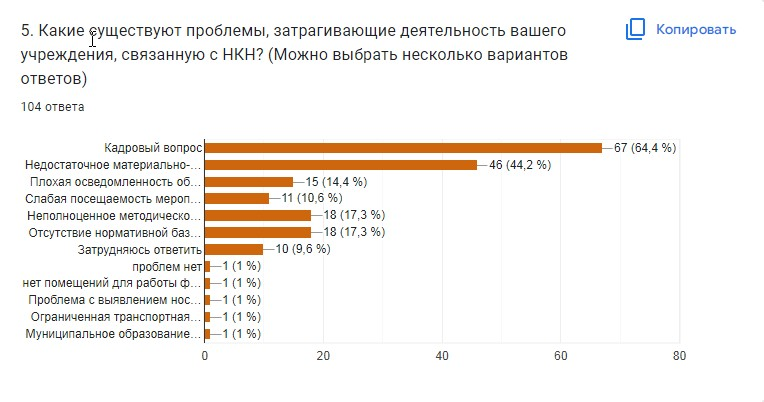 5. Какие существуют проблемы, затрагивающие деятельность вашего
учреждения, связанную с НКН? (Можно выбрать несколько вариантов
ответов)
Копировать
104 ответа
Кадровый вопрос 67 (64,4 %)
Недостаточное материально-... 46 (44,2 %)
Плохая осведомленность об... 15 (14,4 %)
Слабая посещаемость мероп... 11 (10,6 %)
Неполноценное методическо... 18 (17,3 %)
Отсутствие нормативной баз... 18 (17,3 %)
Затрудняюсь ответить 10 (9,6 %)
проблем нет 1 (1 %)
нет помещений для работы ф... 1 (1 %)
Проблема с выявлением нос... 1 (1 %)
Ограниченная транспортная... 1 (1 %)
Муниципальное образование... 1 (1 %)
0 20 40 60 80